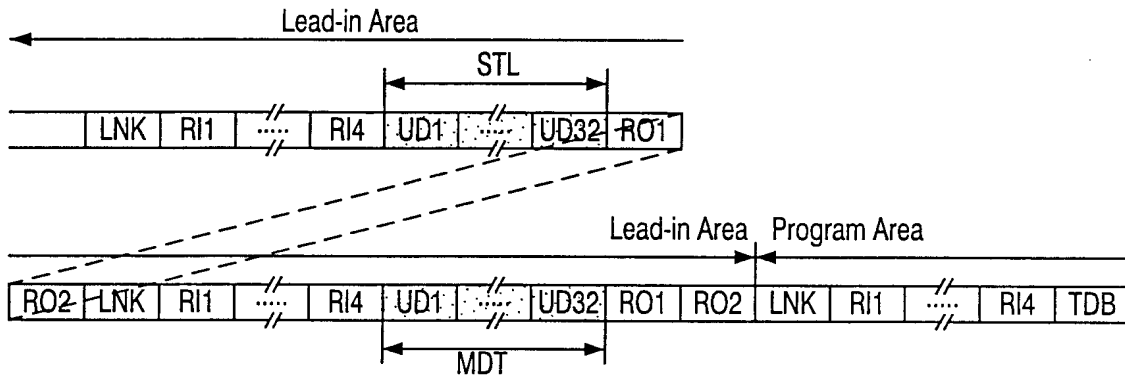 Lead-in Area
STL
LNK RI1 ..... RI4 UD1 ..... UD32 RO1
Lead-in Area Program Area
RO2 LNK RI1 ..... RI4 UD1 ..... UD32 RO1 RO2 LNK RI1 ..... RI4 TDB
MDT